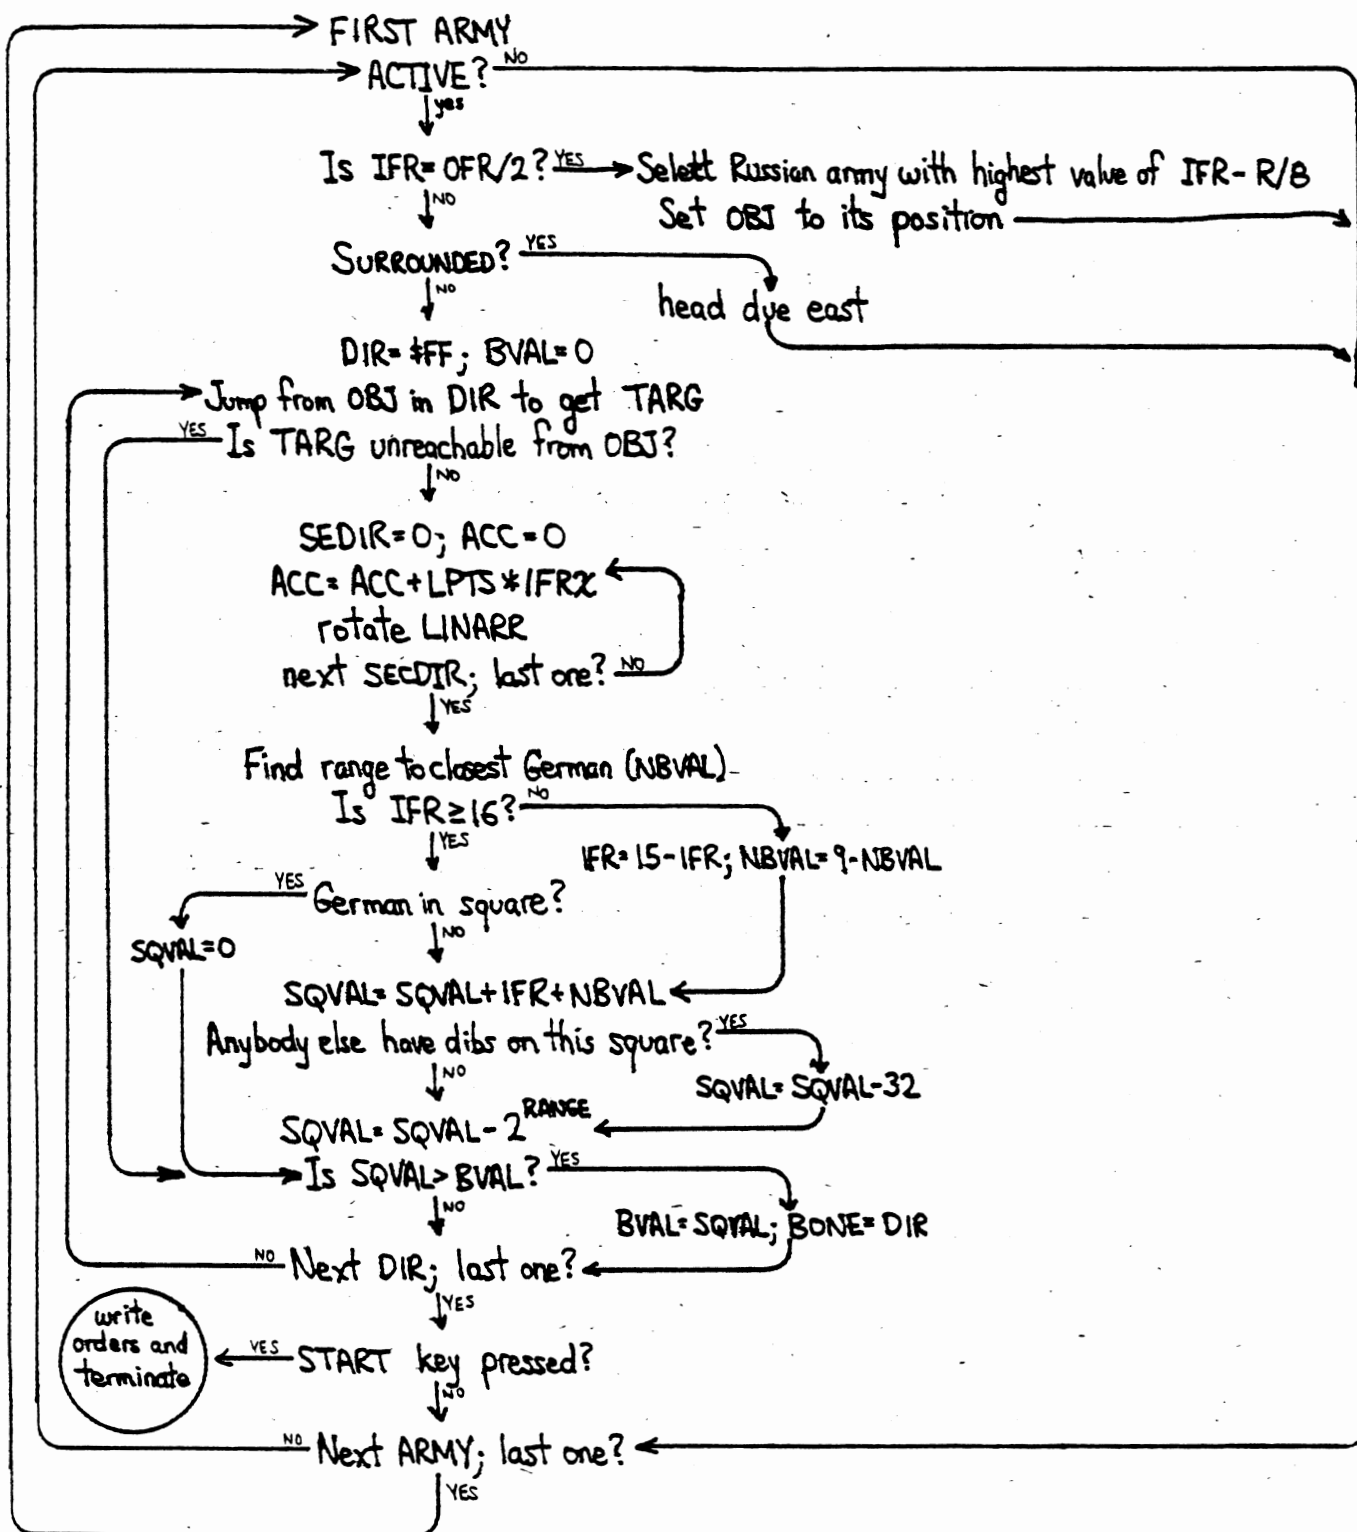 FIRST ARMY
ACTIVE? NO
yes
Is IFR=OFR/2? YES Selett Russian army with highest value of IFR-R/8
NO Set OBJ to its position
SURROUNDED? YES
NO
head due east
DIR=$FF; BVAL=0
Jump from OBJ in DIR to get TARG
YES Is TARG unreachable from OBJ?
NO
SEDIR=0; ACC=0
ACC=ACC+LPTS*IFRX
rotate LINARR
next SECDIR; last one? NO
YES
Find range to closest German (NBVAL)
Is IFR≥16? NO
YES
IFR=15-IFR; NBVAL=9-NBVAL
YES German in square?
NO
SQVAL=0
SQVAL=SQVAL+IFR+NBVAL
Anybody else have dibs on this square? YES
NO
SQVAL=SQVAL-32
SQVAL=SQVAL-2^RANGE
Is SQVAL>BVAL? YES
NO
BVAL=SQVAL; BONE=DIR
NO Next DIR; last one?
YES
write
orders and
terminate
YES START key pressed?
NO
NO Next ARMY; last one?
YES